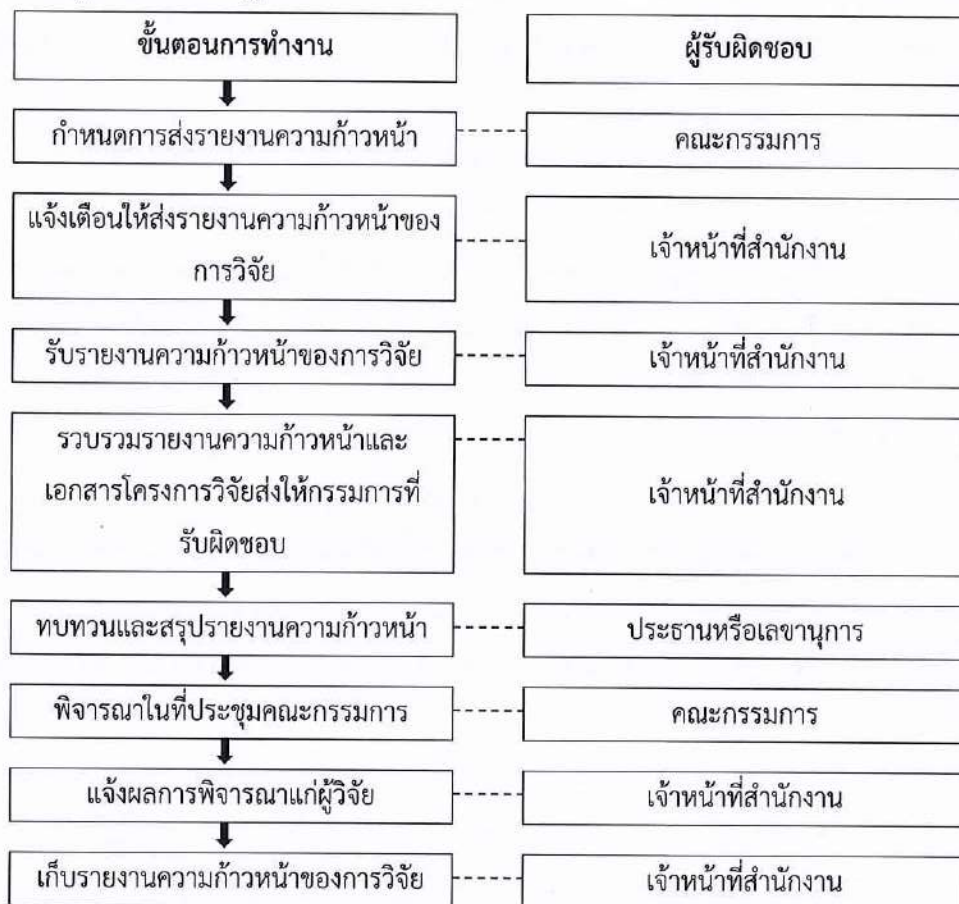 ขั้นตอนการทำงาน
ผู้รับผิดชอบ
กำหนดการส่งรายงานความก้าวหน้า
คณะกรรมการ
แจ้งเตือนให้ส่งรายงานความก้าวหน้าของ
การวิจัย
เจ้าหน้าที่สำนักงาน
รับรายงานความก้าวหน้าของการวิจัย
เจ้าหน้าที่สำนักงาน
รวบรวมรายงานความก้าวหน้าและ
เอกสารโครงการวิจัยส่งให้กรรมการที่
รับผิดชอบ
เจ้าหน้าที่สำนักงาน
ทบทวนและสรุปรายงานความก้าวหน้า
ประธานหรือเลขานุการ
พิจารณาในที่ประชุมคณะกรรมการ
คณะกรรมการ
แจ้งผลการพิจารณาแก่ผู้วิจัย
เจ้าหน้าที่สำนักงาน
เก็บรายงานความก้าวหน้าของการวิจัย
เจ้าหน้าที่สำนักงาน